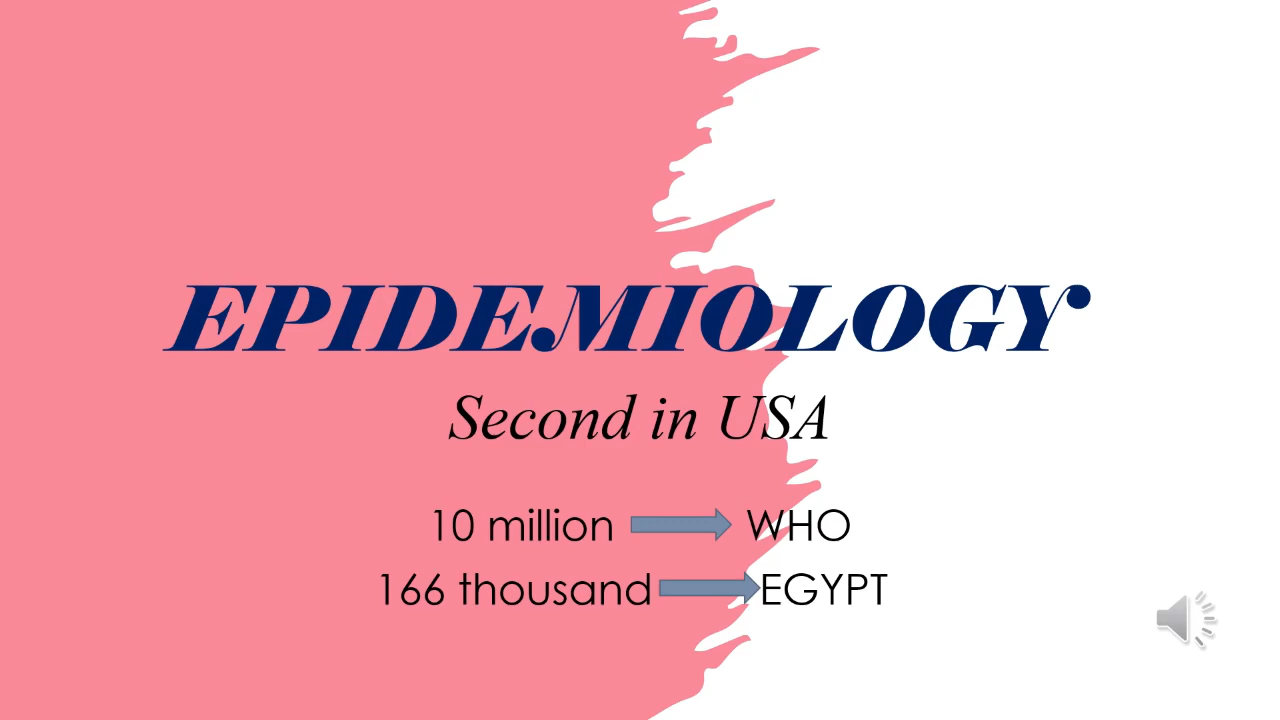 EPIDEMIOLOGY
Second in USA
10 million WHO
166 thousand EGYPT